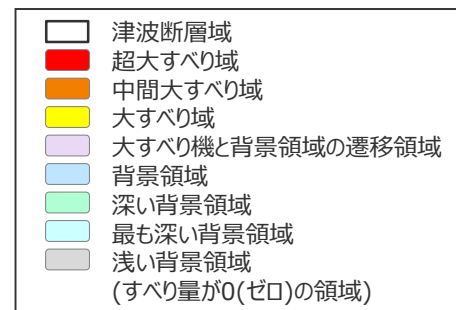 津波断層域
超大すべり域
中間大すべり域
大すべり域
大すべり機と背景領域の遷移領域
背景領域
深い背景領域
最も深い背景領域
浅い背景領域
(すべり量が0(ゼロ)の領域)